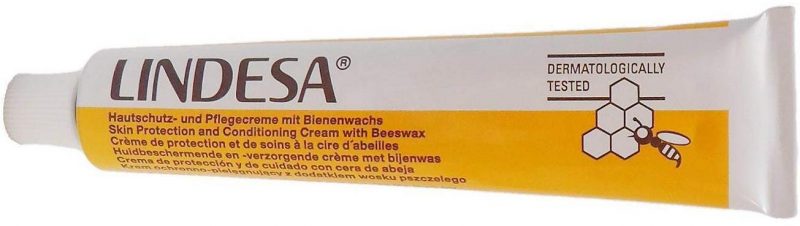 LINDESA®
Hautschutz- und Pflegecreme mit Bienenwachs
Skin Protection and Conditioning Cream with Beeswax
Crème de protection et de soins à la cire d'abeilles
Huidbeschermende en -verzorgende crème met bijenwas
Crema de protección y de cuidado con cera de abeja
Krem ochronno-pielęgnujący z dodatkiem wosku pszczelego
DERMATOLOGICALLY
TESTED